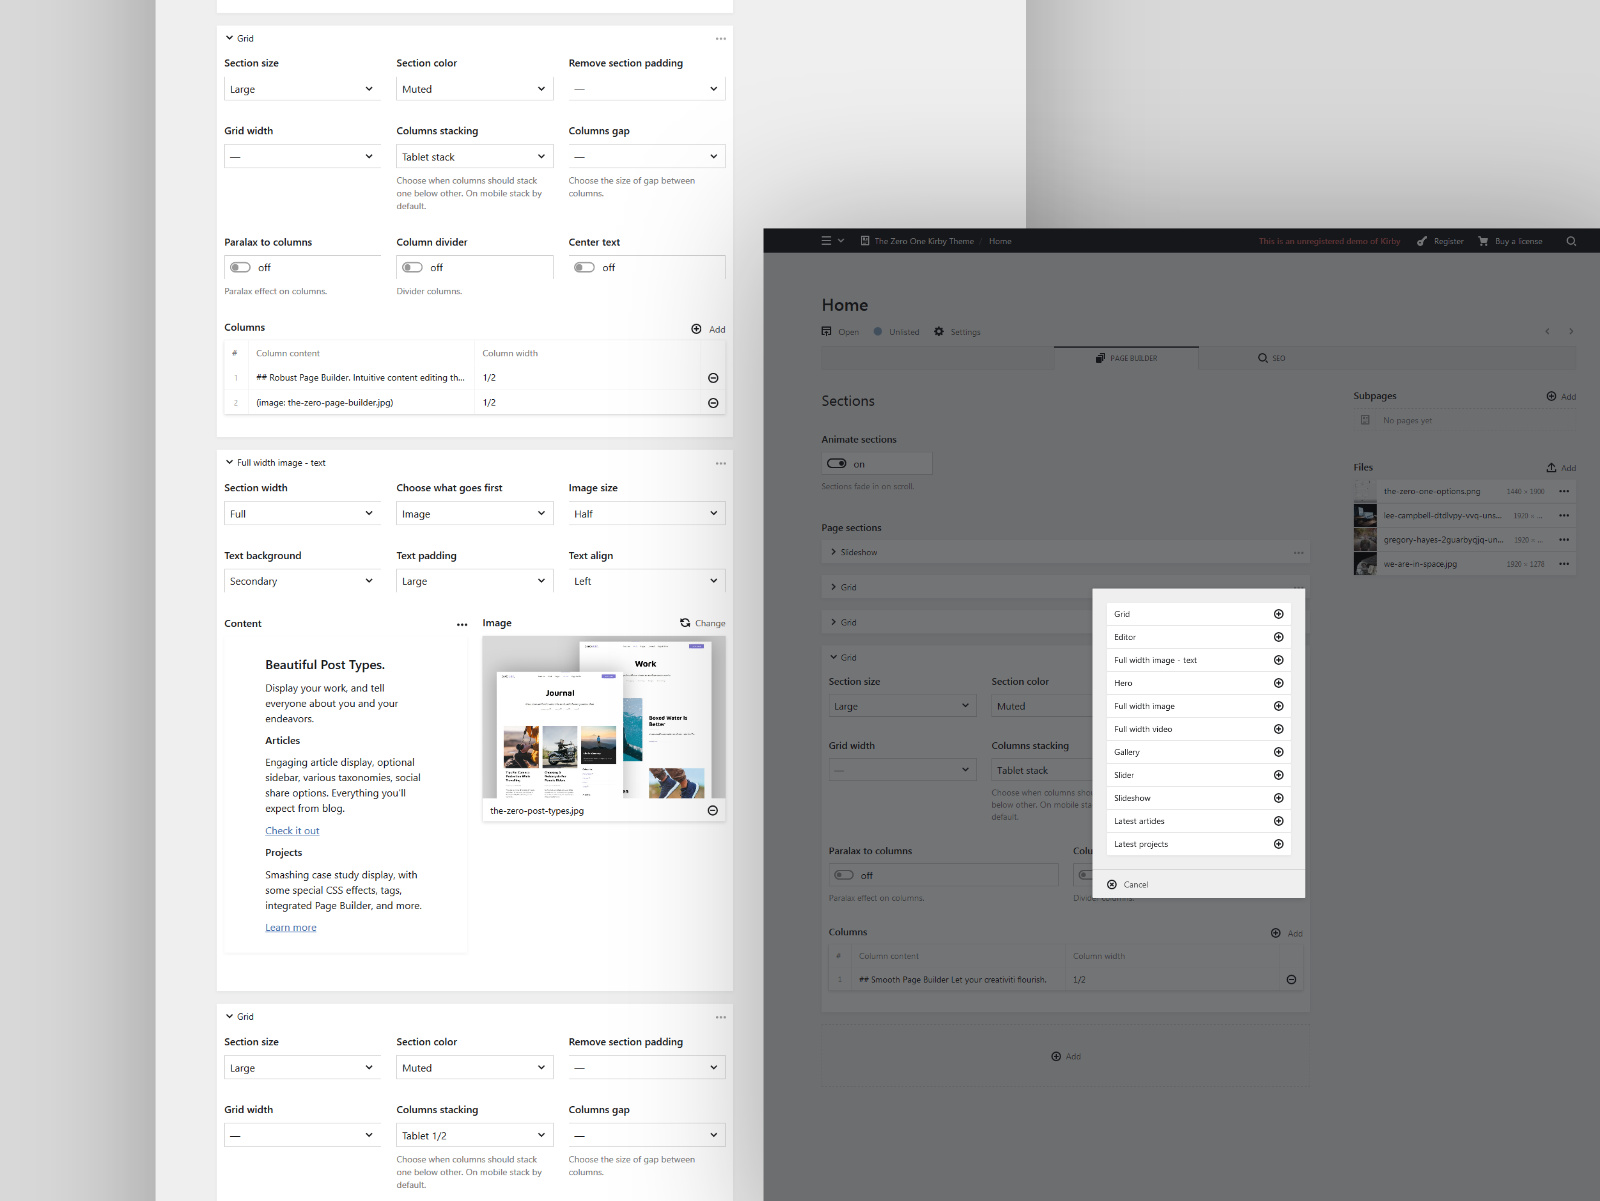 Grid
Section size
Section color
Remove section padding
Large
Muted
—
Grid width
Columns stacking
Columns gap
—
Tablet stack
—
Choose when columns should stack
one below other. On mobile stack by
default.
Choose the size of gap between
columns.
Paralax to columns
Column divider
Center text
off
off
off
Paralax effect on columns.
Divider columns.
Columns
Add
# Column content Column width
1 ## Robust Page Builder. Intuitive content editing th... 1/2
2 (image: the-zero-page-builder.jpg) 1/2
Full width image - text
Section width
Choose what goes first
Image size
Full
Image
Half
Text background
Text padding
Text align
Secondary
Large
Left
Content
Beautiful Post Types.
Display your work, and tell
everyone about you and your
endeavors.
Articles
Engaging article display, optional
sidebar, various taxonomies, social
share options. Everything you'll
expect from blog.
Check it out
Projects
Smashing case study display, with
some special CSS effects, tags,
integrated Page Builder, and more.
Learn more
Image
Change
Work
Journal
Boxed Water Is
Better
the-zero-post-types.jpg
Grid
Section size
Section color
Remove section padding
Large
Muted
—
Grid width
Columns stacking
Columns gap
—
Tablet 1/2
—
Choose when columns should stack
one below other. On mobile stack by
default.
Choose the size of gap between
columns.
The Zero One Kirby Theme / Home
This is an unregistered demo of Kirby
Register
Buy a license
Home
Open
Unlisted
Settings
PAGE BUILDER
SEO
Sections
Animate sections
on
Sections fade in on scroll.
Page sections
Slideshow
Grid
Grid
Grid
Section size
Section color
Large
Muted
Grid width
Columns stacking
—
Tablet stack
Choose when columns shou
below other. On mobile sta
default.
Paralax to columns
Colu
off
Paralax effect on columns.
Divider columns.
Columns
Add
# Column content Column width
1 ## Smooth Page Builder Let your creativiti flourish. 1/2
Add
Subpages
Add
No pages yet
Files
Add
the-zero-one-options.png 1440 × 1900
lee-campbell-dtdlvpy-vvq-uns... 1920 × ...
gregory-hayes-2guarbycjq-un... 1920 × ...
we-are-in-space.jpg 1920 × 1278
Grid
Editor
Full width image - text
Hero
Full width image
Full width video
Gallery
Slider
Slideshow
Latest articles
Latest projects
Cancel